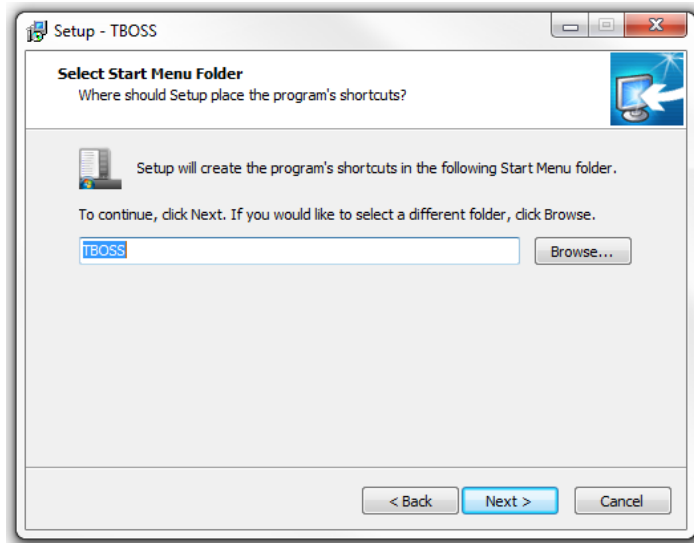 Setup - TBOSS
Select Start Menu Folder
Where should Setup place the program's shortcuts?
Setup will create the program's shortcuts in the following Start Menu folder.
To continue, click Next. If you would like to select a different folder, click Browse.
TBOSS
Browse...
< Back
Next >
Cancel